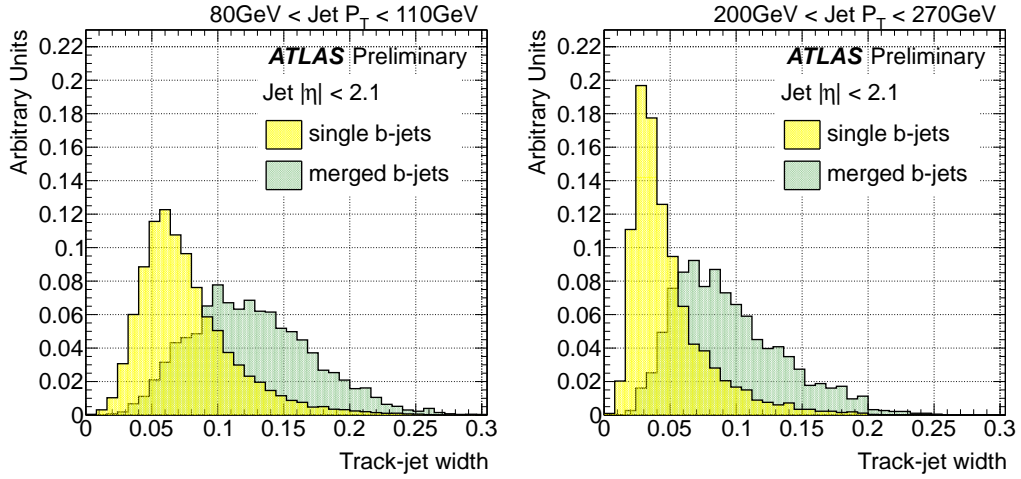 80GeV < Jet P_T < 110GeV
Arbitrary Units
0.22
0.2
0.18
0.16
0.14
0.12
0.1
0.08
0.06
0.04
0.02
0
ATLAS Preliminary
Jet |η| < 2.1
single b-jets
merged b-jets
0 0.05 0.1 0.15 0.2 0.25 0.3
Track-jet width
200GeV < Jet P_T < 270GeV
Arbitrary Units
0.22
0.2
0.18
0.16
0.14
0.12
0.1
0.08
0.06
0.04
0.02
0
ATLAS Preliminary
Jet |η| < 2.1
single b-jets
merged b-jets
0 0.05 0.1 0.15 0.2 0.25 0.3
Track-jet width